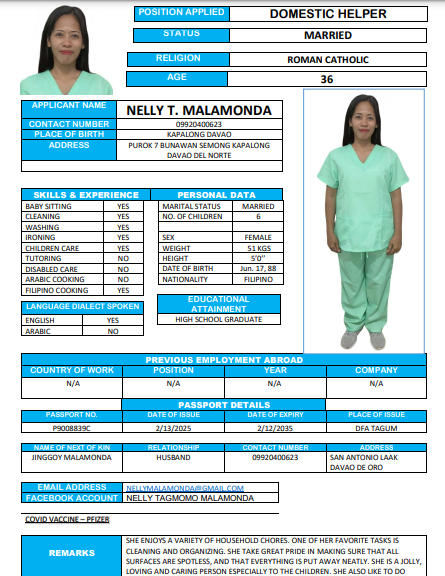 POSITION APPLIED DOMESTIC HELPER
STATUS MARRIED
RELIGION ROMAN CATHOLIC
AGE 36
APPLICANT NAME NELLY T. MALAMONDA
CONTACT NUMBER 09920400623
PLACE OF BIRTH KAPALONG DAVAO
ADDRESS PUROK 7 BUNAWAN SEMONG KAPALONG
DAVAO DEL NORTE
SKILLS & EXPERIENCE
BABY SITTING YES
CLEANING YES
WASHING YES
IRONING YES
CHILDREN CARE YES
TUTORING NO
DISABLED CARE NO
ARABIC COOKING NO
FILIPINO COOKING YES
LANGUAGE DIALECT SPOKEN
ENGLISH YES
ARABIC NO
PERSONAL DATA
MARITAL STATUS MARRIED
NO. OF CHILDREN 6
SEX FEMALE
WEIGHT 51 KGS
HEIGHT 5'0"
DATE OF BIRTH Jun. 17, 88
NATIONALITY FILIPINO
EDUCATIONAL
ATTAINMENT
HIGH SCHOOL GRADUATE
PREVIOUS EMPLOYMENT ABROAD
COUNTRY OF WORK POSITION YEAR COMPANY
N/A N/A N/A N/A
PASSPORT DETAILS
PASSPORT NO. DATE OF ISSUE DATE OF EXPIRY PLACE OF ISSUE
P9008839C 2/13/2025 2/12/2035 DFA TAGUM
NAME OF NEXT OF KIN RELATIONSHIP CONTACT NUMBER ADDRESS
JINGGOY MALAMONDA HUSBAND 09920400623 SAN ANTONIO LAAK
DAVAO DE ORO
EMAIL ADDRESS NELLYMALAMONDA@GMAIL.COM
FACEBOOK ACCOUNT NELLY TAGMOMO MALAMONDA
COVID VACCINE – PFIZER
REMARKS
SHE ENJOYS A VARIETY OF HOUSEHOLD CHORES. ONE OF HER FAVORITE TASKS IS
CLEANING AND ORGANIZING. SHE TAKE GREAT PRIDE IN MAKING SURE THAT ALL
SURFACES ARE SPOTLESS, AND THAT EVERYTHING IS PUT AWAY NEATLY. SHE IS A JOLLY,
LOVING AND CARING PERSON ESPECIALLY TO THE CHILDREN. SHE ALSO LIKE TO DO